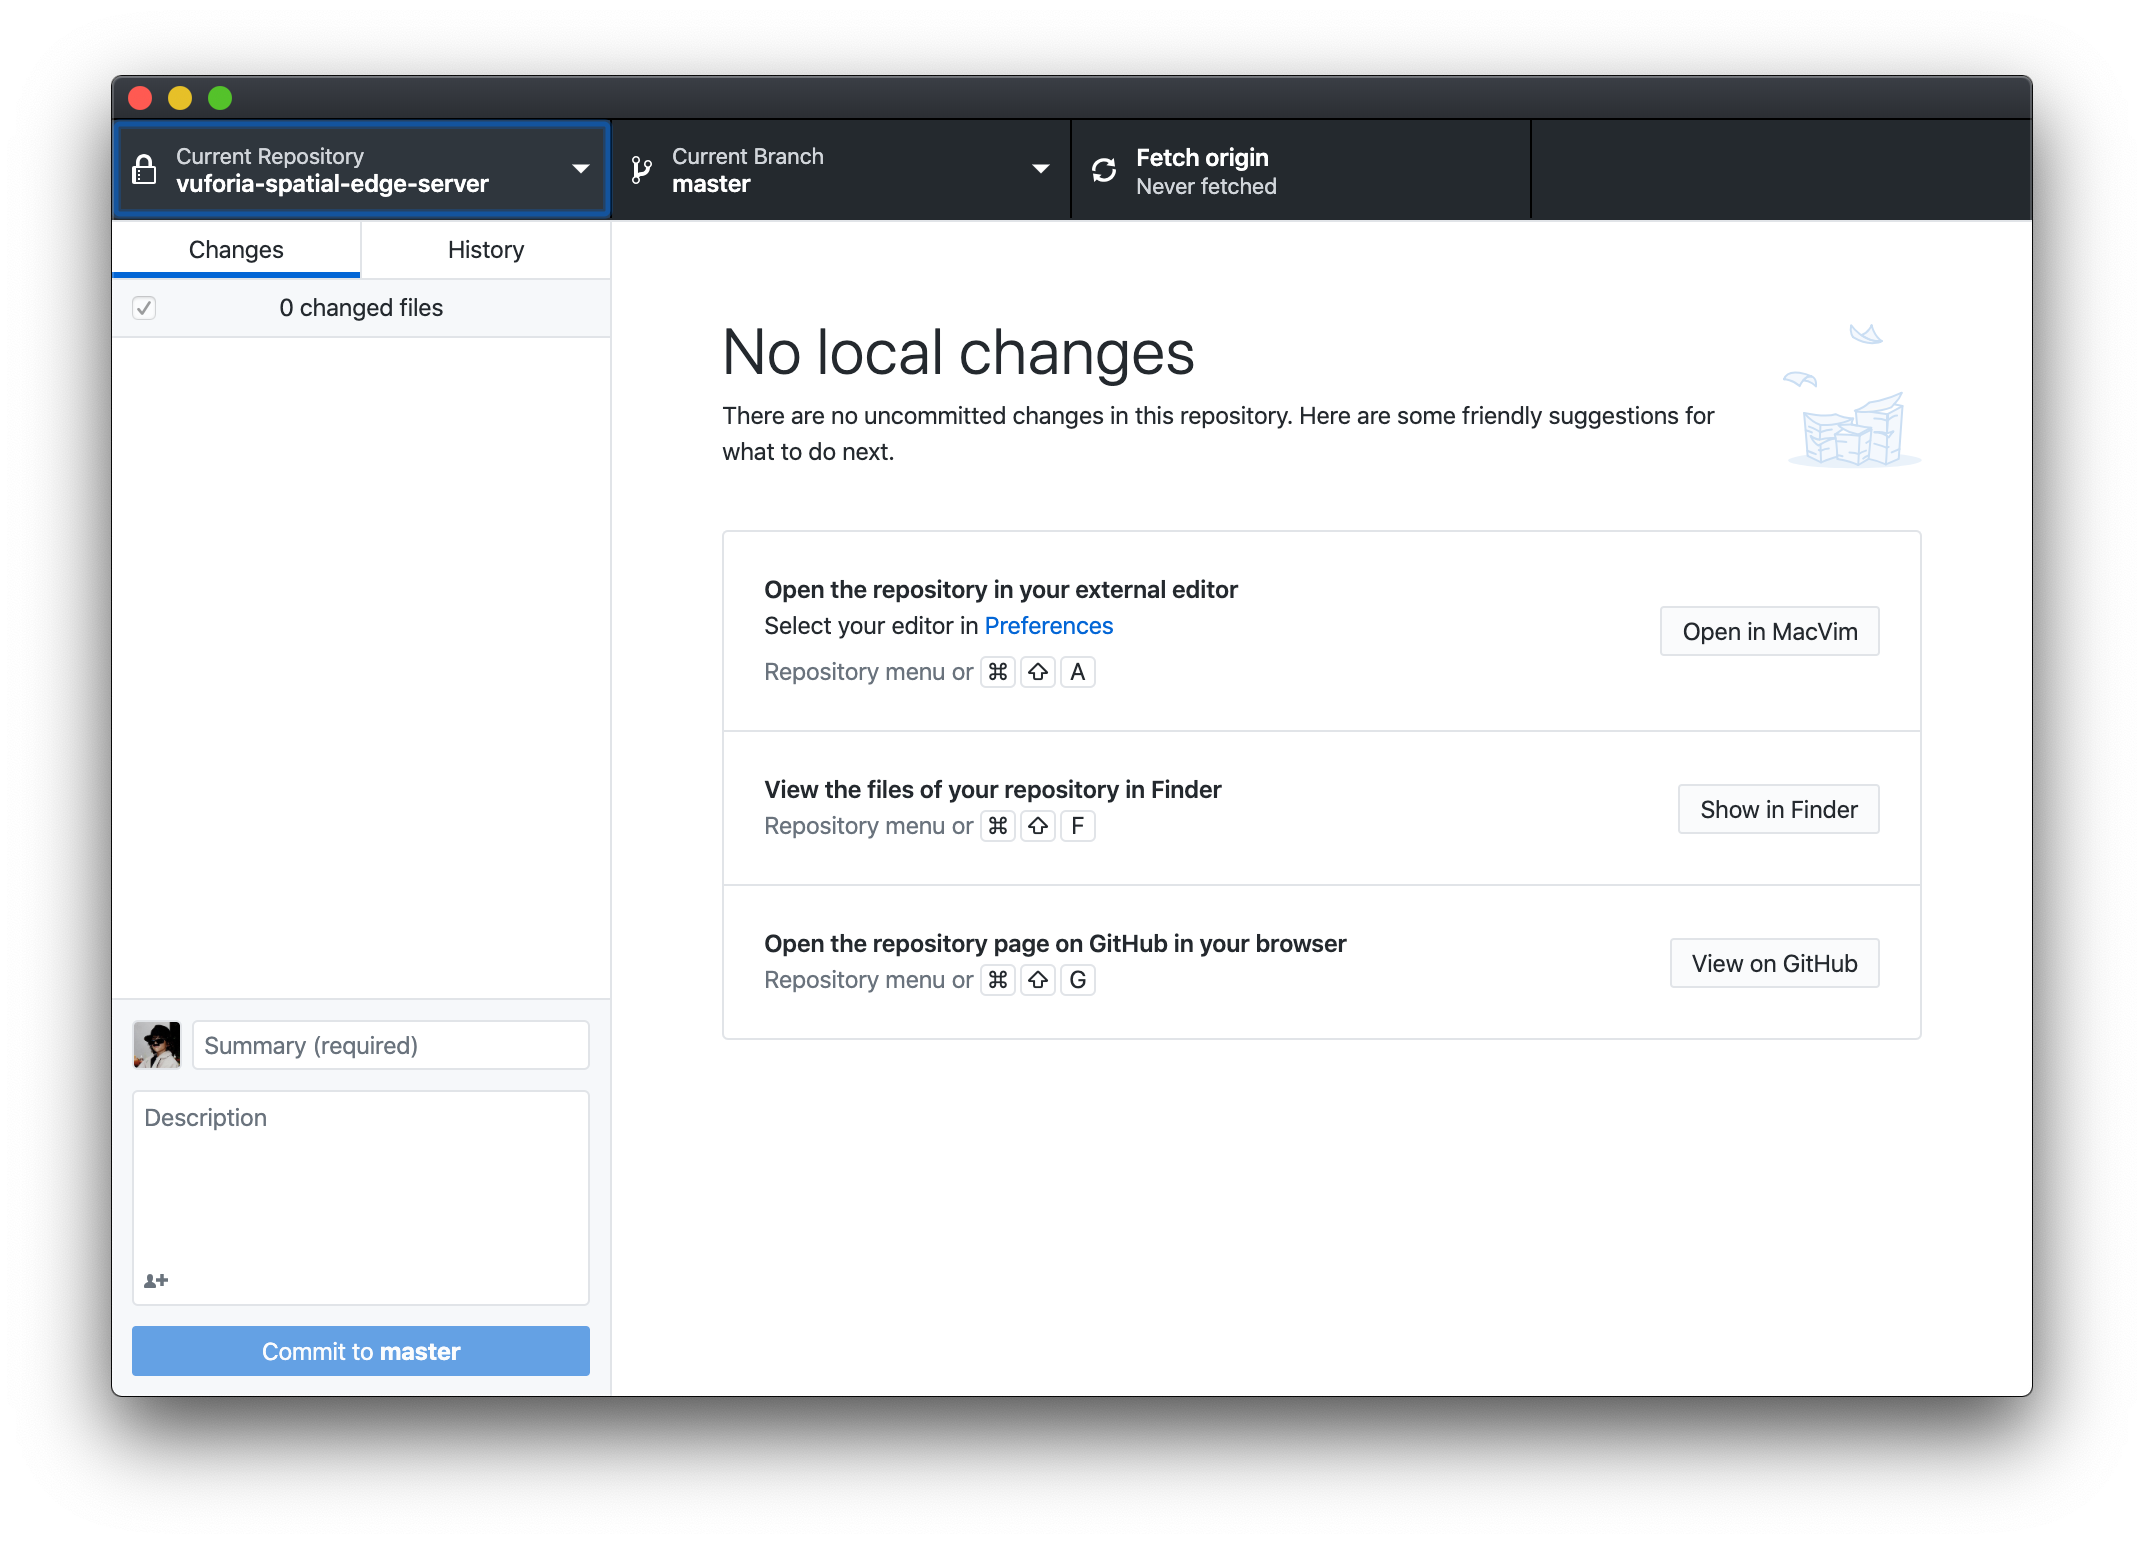 Current Repository
vuforia-spatial-edge-server
Current Branch
master
Fetch origin
Never fetched
Changes
History
0 changed files
No local changes
There are no uncommitted changes in this repository. Here are some friendly suggestions for
what to do next.
Open the repository in your external editor
Select your editor in Preferences
Repository menu or ⌘ ⇧ A
Open in MacVim
View the files of your repository in Finder
Repository menu or ⌘ ⇧ F
Show in Finder
Open the repository page on GitHub in your browser
Repository menu or ⌘ ⇧ G
View on GitHub
Summary (required)
Description
Commit to master